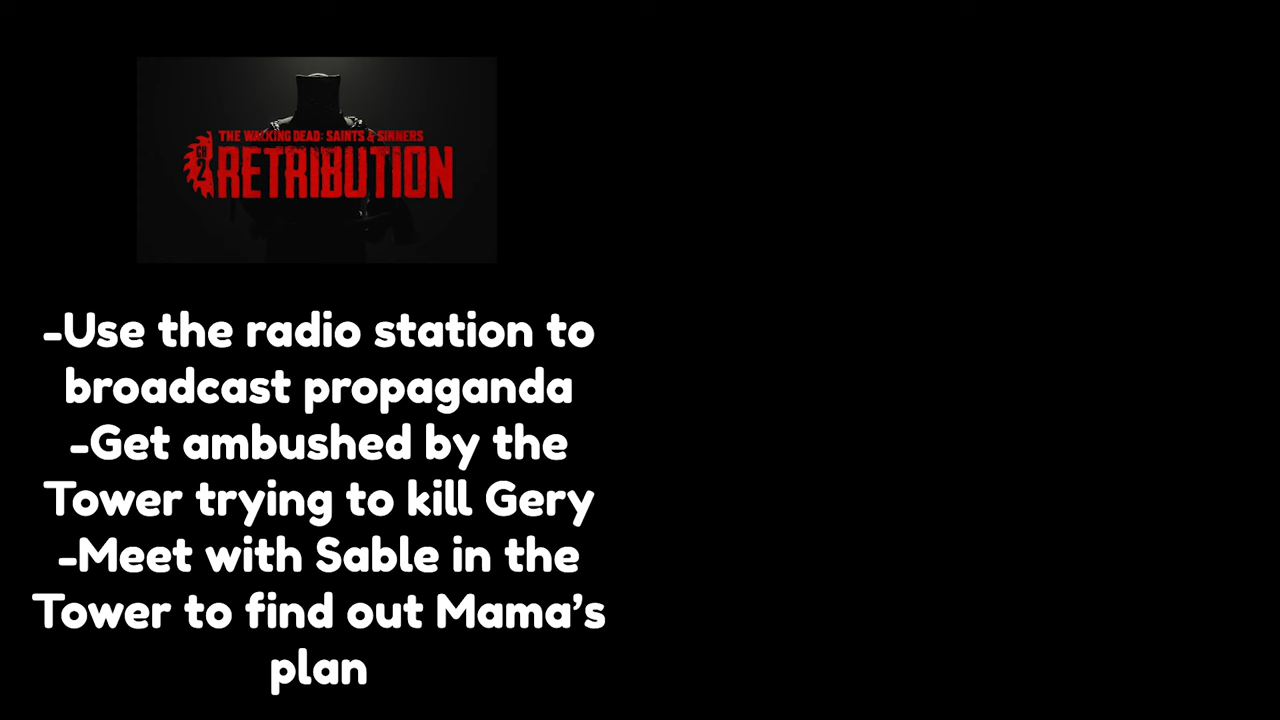 THE WALKING DEAD: SAINTS & SINNERS
CH
2
RETRIBUTION
-Use the radio station to
broadcast propaganda
-Get ambushed by the
Tower trying to kill Gery
-Meet with Sable in the
Tower to find out Mama’s
plan